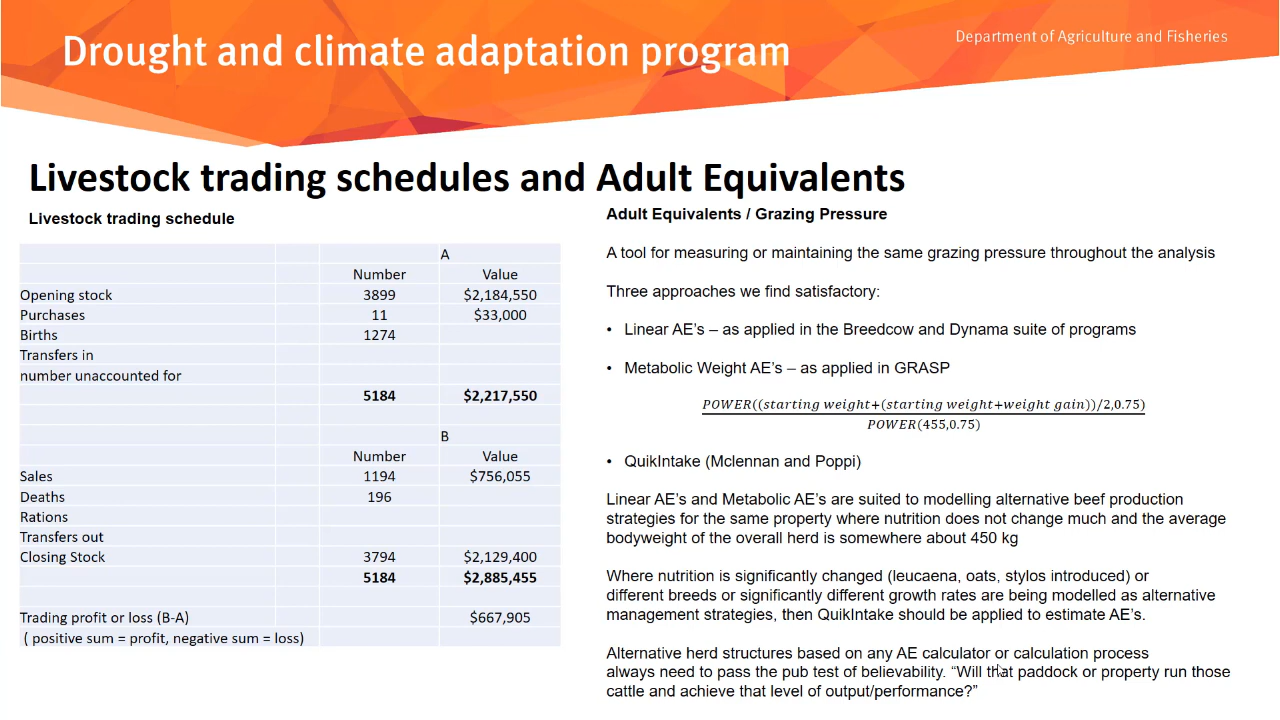 Drought and climate adaptation program
Department of Agriculture and Fisheries
Livestock trading schedules and Adult Equivalents
Livestock trading schedule
A
Number Value
Opening stock 3899 $2,184,550
Purchases 11 $33,000
Births 1274
Transfers in
number unaccounted for
5184 $2,217,550
B
Number Value
Sales 1194 $756,055
Deaths 196
Rations
Transfers out
Closing Stock 3794 $2,129,400
5184 $2,885,455
Trading profit or loss (B-A) $667,905
( positive sum = profit, negative sum = loss)
Adult Equivalents / Grazing Pressure
A tool for measuring or maintaining the same grazing pressure throughout the analysis
Three approaches we find satisfactory:
• Linear AE's – as applied in the Breedcow and Dynama suite of programs
• Metabolic Weight AE's – as applied in GRASP
POWER((starting weight+(starting weight+weight gain))/2,0.75)
POWER(455,0.75)
• QuikIntake (Mclennan and Poppi)
Linear AE's and Metabolic AE's are suited to modelling alternative beef production
strategies for the same property where nutrition does not change much and the average
bodyweight of the overall herd is somewhere about 450 kg
Where nutrition is significantly changed (leucaena, oats, stylos introduced) or
different breeds or significantly different growth rates are being modelled as alternative
management strategies, then QuikIntake should be applied to estimate AE's.
Alternative herd structures based on any AE calculator or calculation process
always need to pass the pub test of believability. “Will that paddock or property run those
cattle and achieve that level of output/performance?”